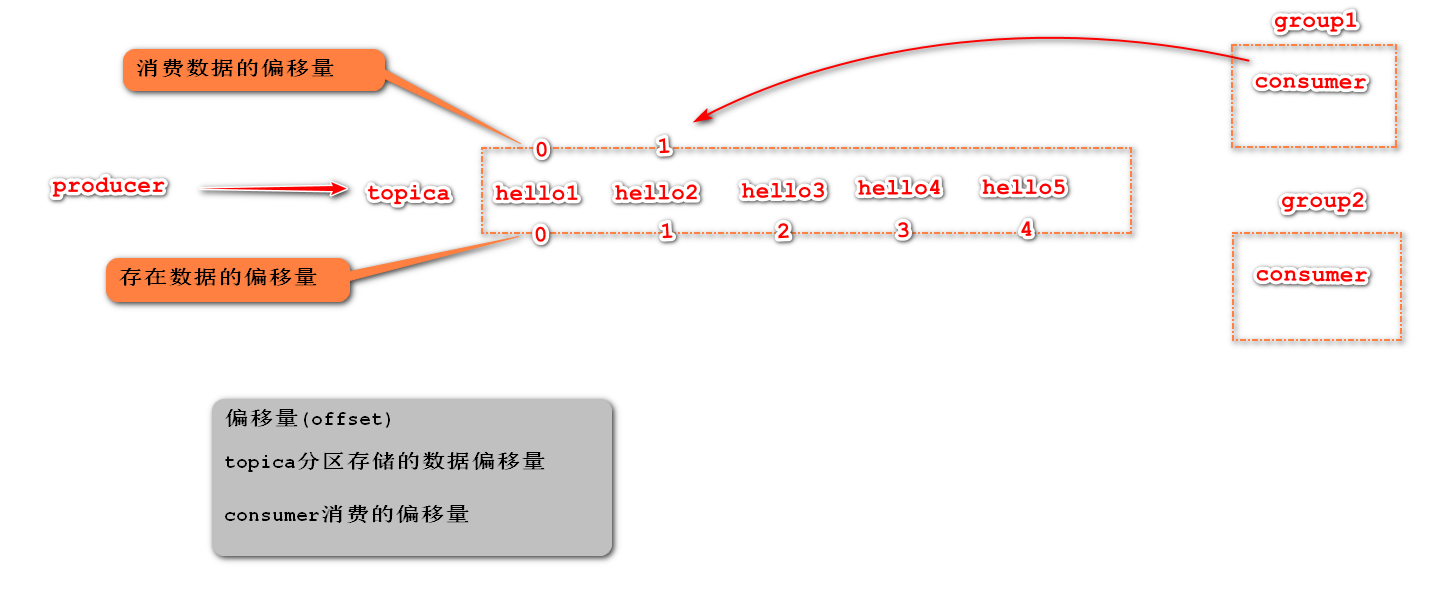 group1
消费数据的偏移量
consumer
0 1
producer
topica
hello1 hello2 hello3 hello4 hello5
group2
0 1 2 3 4
存在数据的偏移量
consumer
偏移量(offset)
topica分区存储的数据偏移量
consumer消费的偏移量